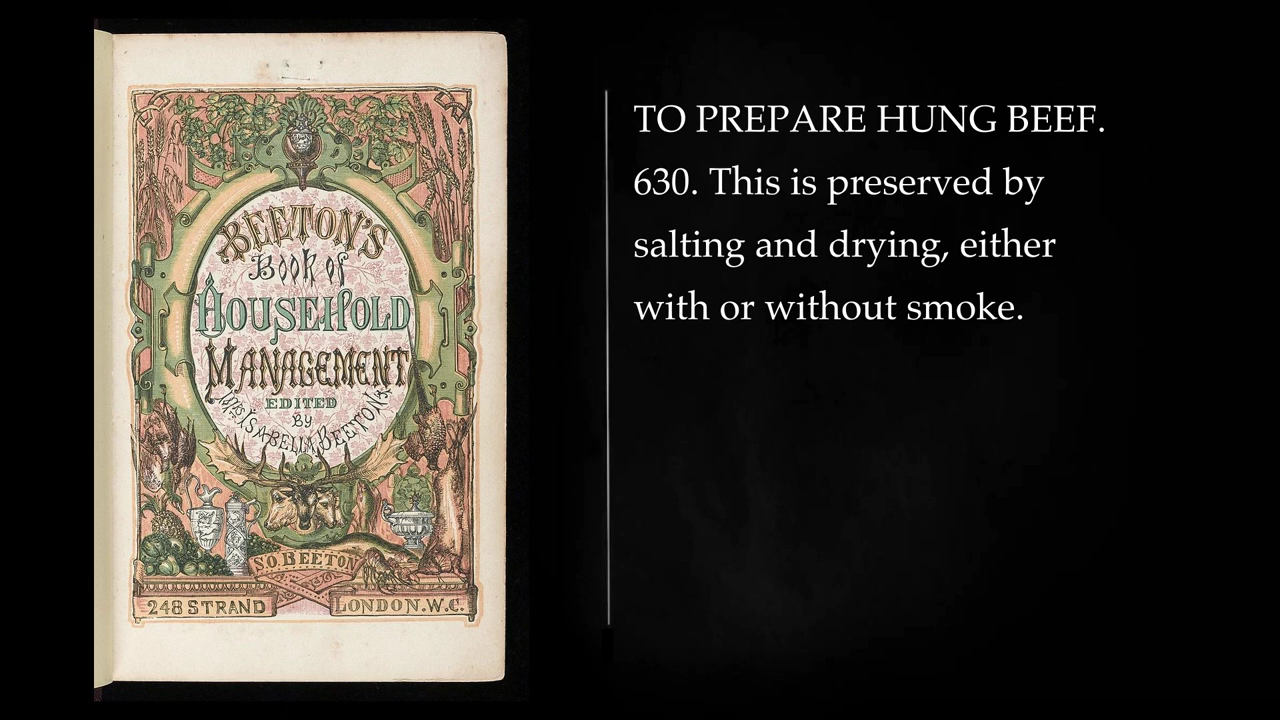 BEETON'S
Book of
HOUSEHOLD
MANAGEMENT
EDITED
BY
MRS ISABELLA BEETON
S.O. BEETON
248 STRAND
LONDON. W.C.
TO PREPARE HUNG BEEF.
630. This is preserved by
salting and drying, either
with or without smoke.